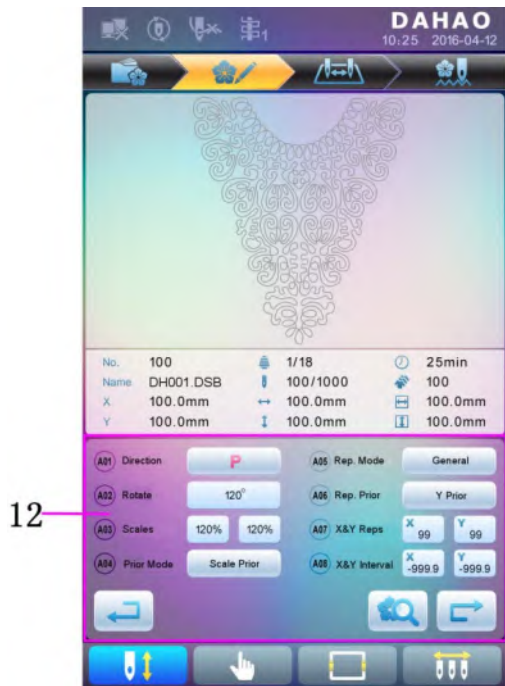 DAHAO
1
10:25 2016-04-12
No. 100 1/18 25min
Name DH001.DSB 100/1000 100
X 100.0mm 100.0mm 100.0mm
Y 100.0mm 100.0mm 100.0mm
A01 Direction P A05 Rep. Mode General
A02 Rotate 120° A06 Rep. Prior Y Prior
A03 Scales 120% 120% A07 X&Y Reps X 99 Y 99
A04 Prior Mode Scale Prior A08 X&Y Interval X -999.9 Y -999.9
12